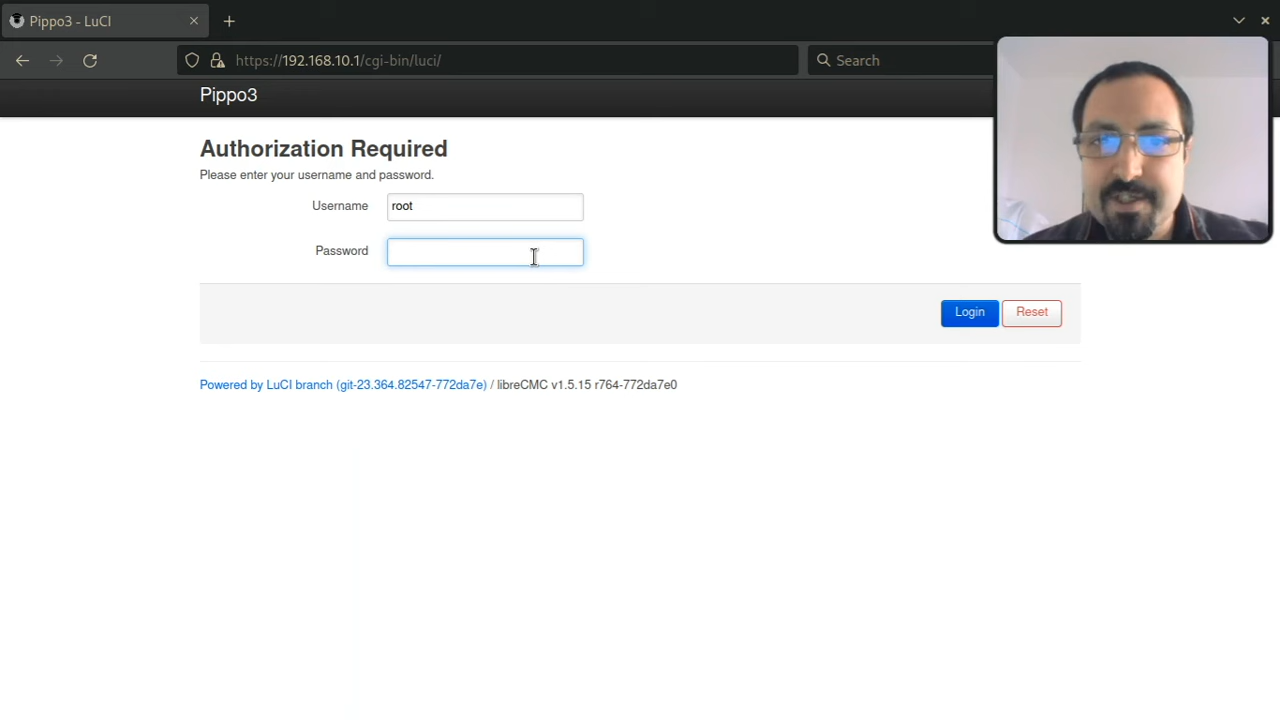 Pippo3 - LuCI
https://192.168.10.1/cgi-bin/luci/
Search
Pippo3
Authorization Required
Please enter your username and password.
Username
root
Password
Login
Reset
Powered by LuCI branch (git-23.364.82547-772da7e) / libreCMC v1.5.15 r764-772da7e0